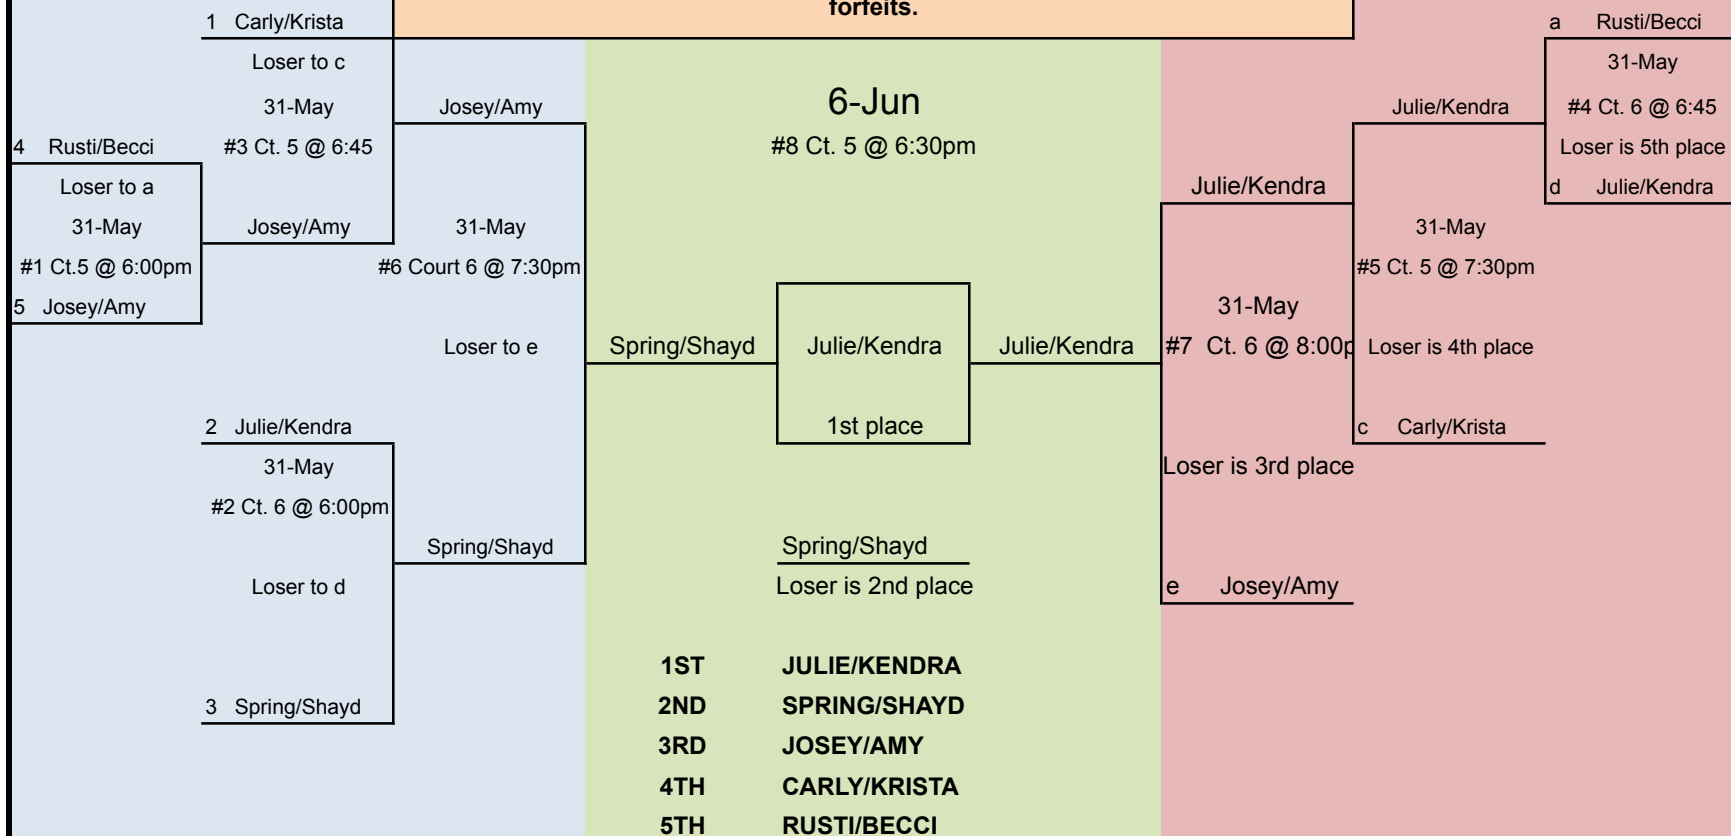 forfeits.
1 Carly/Krista
a Rusti/Becci
Loser to c
31-May
31-May
Josey/Amy
6-Jun
Julie/Kendra
#4 Ct. 6 @ 6:45
4 Rusti/Becci
#3 Ct. 5 @ 6:45
#8 Ct. 5 @ 6:30pm
Loser is 5th place
Loser to a
Julie/Kendra
d Julie/Kendra
31-May
Josey/Amy
31-May
31-May
#1 Ct.5 @ 6:00pm
#6 Court 6 @ 7:30pm
#5 Ct. 5 @ 7:30pm
5 Josey/Amy
31-May
Loser to e
Spring/Shayd
Julie/Kendra
Julie/Kendra
#7 Ct. 6 @ 8:00p
Loser is 4th place
2 Julie/Kendra
1st place
c Carly/Krista
31-May
Loser is 3rd place
#2 Ct. 6 @ 6:00pm
Spring/Shayd
Spring/Shayd
Loser to d
Loser is 2nd place
e Josey/Amy
1ST JULIE/KENDRA
3 Spring/Shayd
2ND SPRING/SHAYD
3RD JOSEY/AMY
4TH CARLY/KRISTA
5TH RUSTI/BECCI